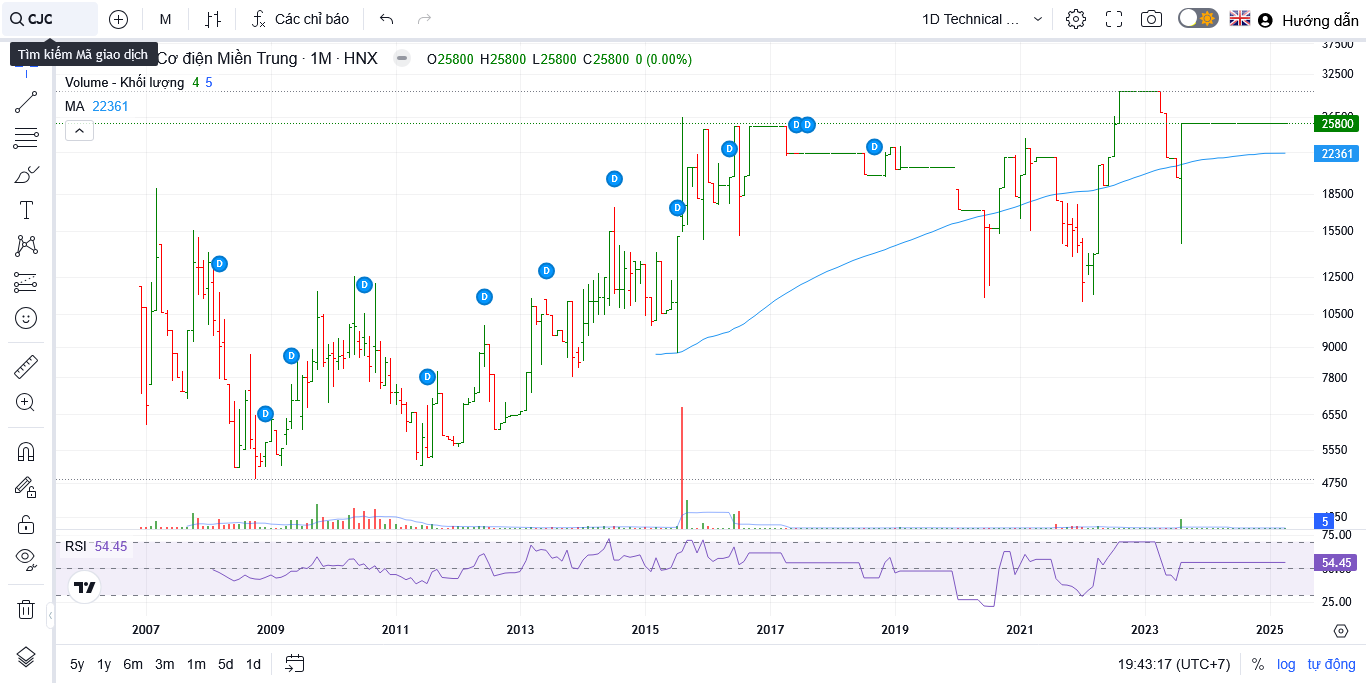 CJC
M
Các chỉ báo
1D Technical ...
Hướng dẫn
Tìm kiếm Mã giao dịch
Cơ điện Miền Trung · 1M · HNX
O25800 H25800 L25800 C25800 0 (0.00%)
Volume - Khối lượng 4 5
MA 22361
37500
32500
25800
22361
18500
15500
12500
10500
9000
7800
6550
5550
4750
5
D
D
D
D
D
D
D
D
D
D
D
D
D
RSI 54.45
75.00
54.45
25.00
2007 2009 2011 2013 2015 2017 2019 2021 2023 2025
5y 1y 6m 3m 1m 5d 1d
19:43:17 (UTC+7) % log tự động